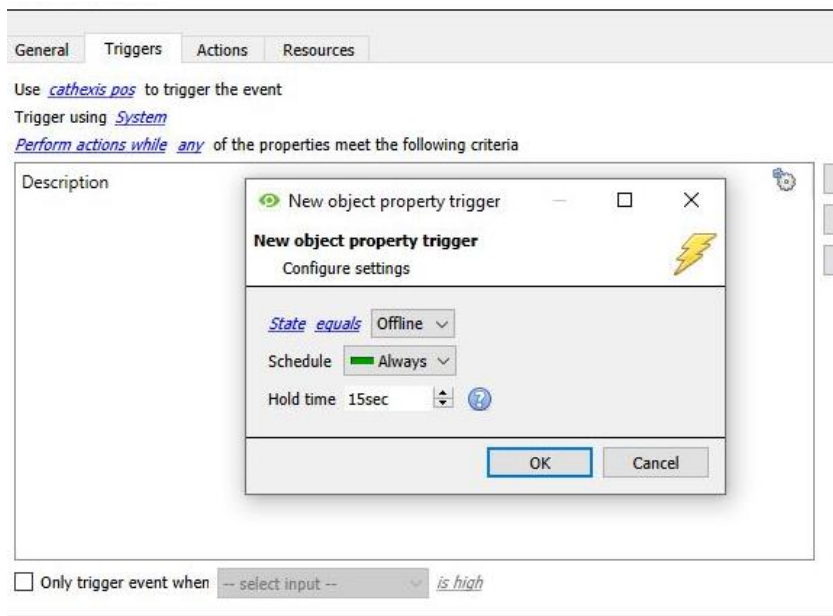 General Triggers Actions Resources
Use cathexis pos to trigger the event
Trigger using System
Perform actions while any of the properties meet the following criteria
Description
New object property trigger
New object property trigger
Configure settings
State equals Offline
Schedule Always
Hold time 15sec ?
OK Cancel
Only trigger event when -- select input -- is high